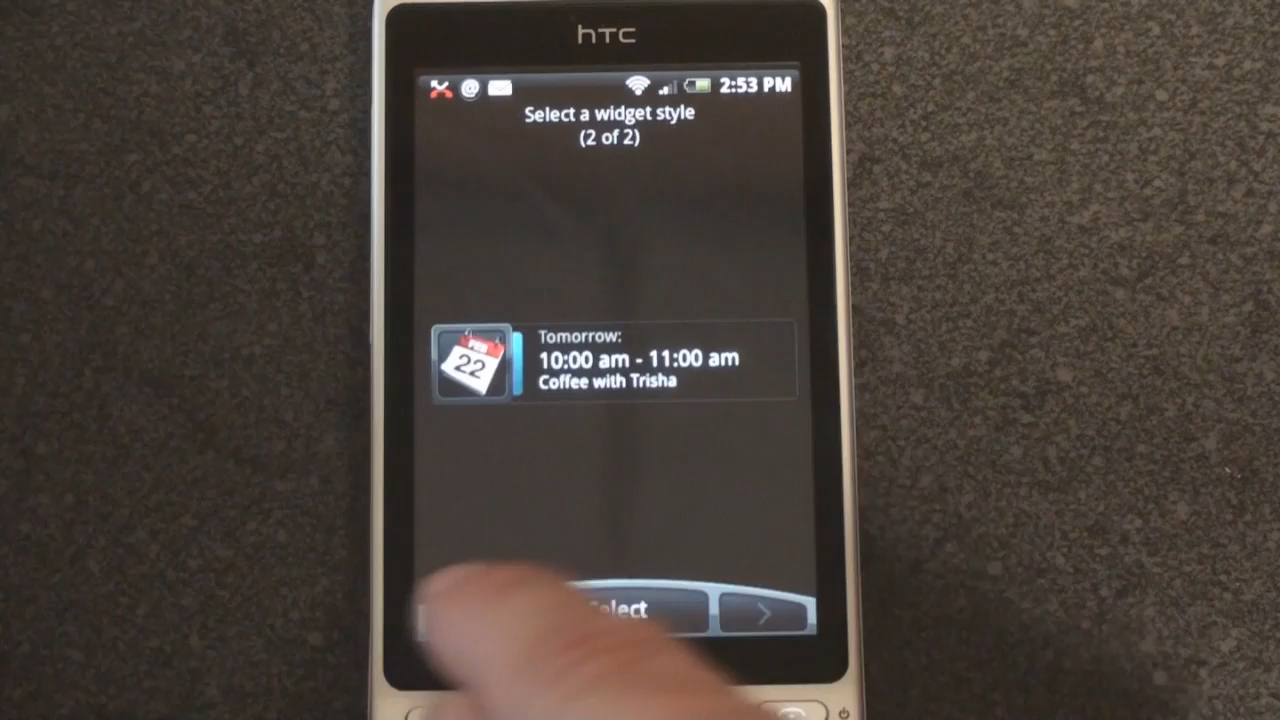 hTC
@ 2:53 PM
Select a widget style
(2 of 2)
FEB
22
Tomorrow:
10:00 am - 11:00 am
Coffee with Trisha
Select